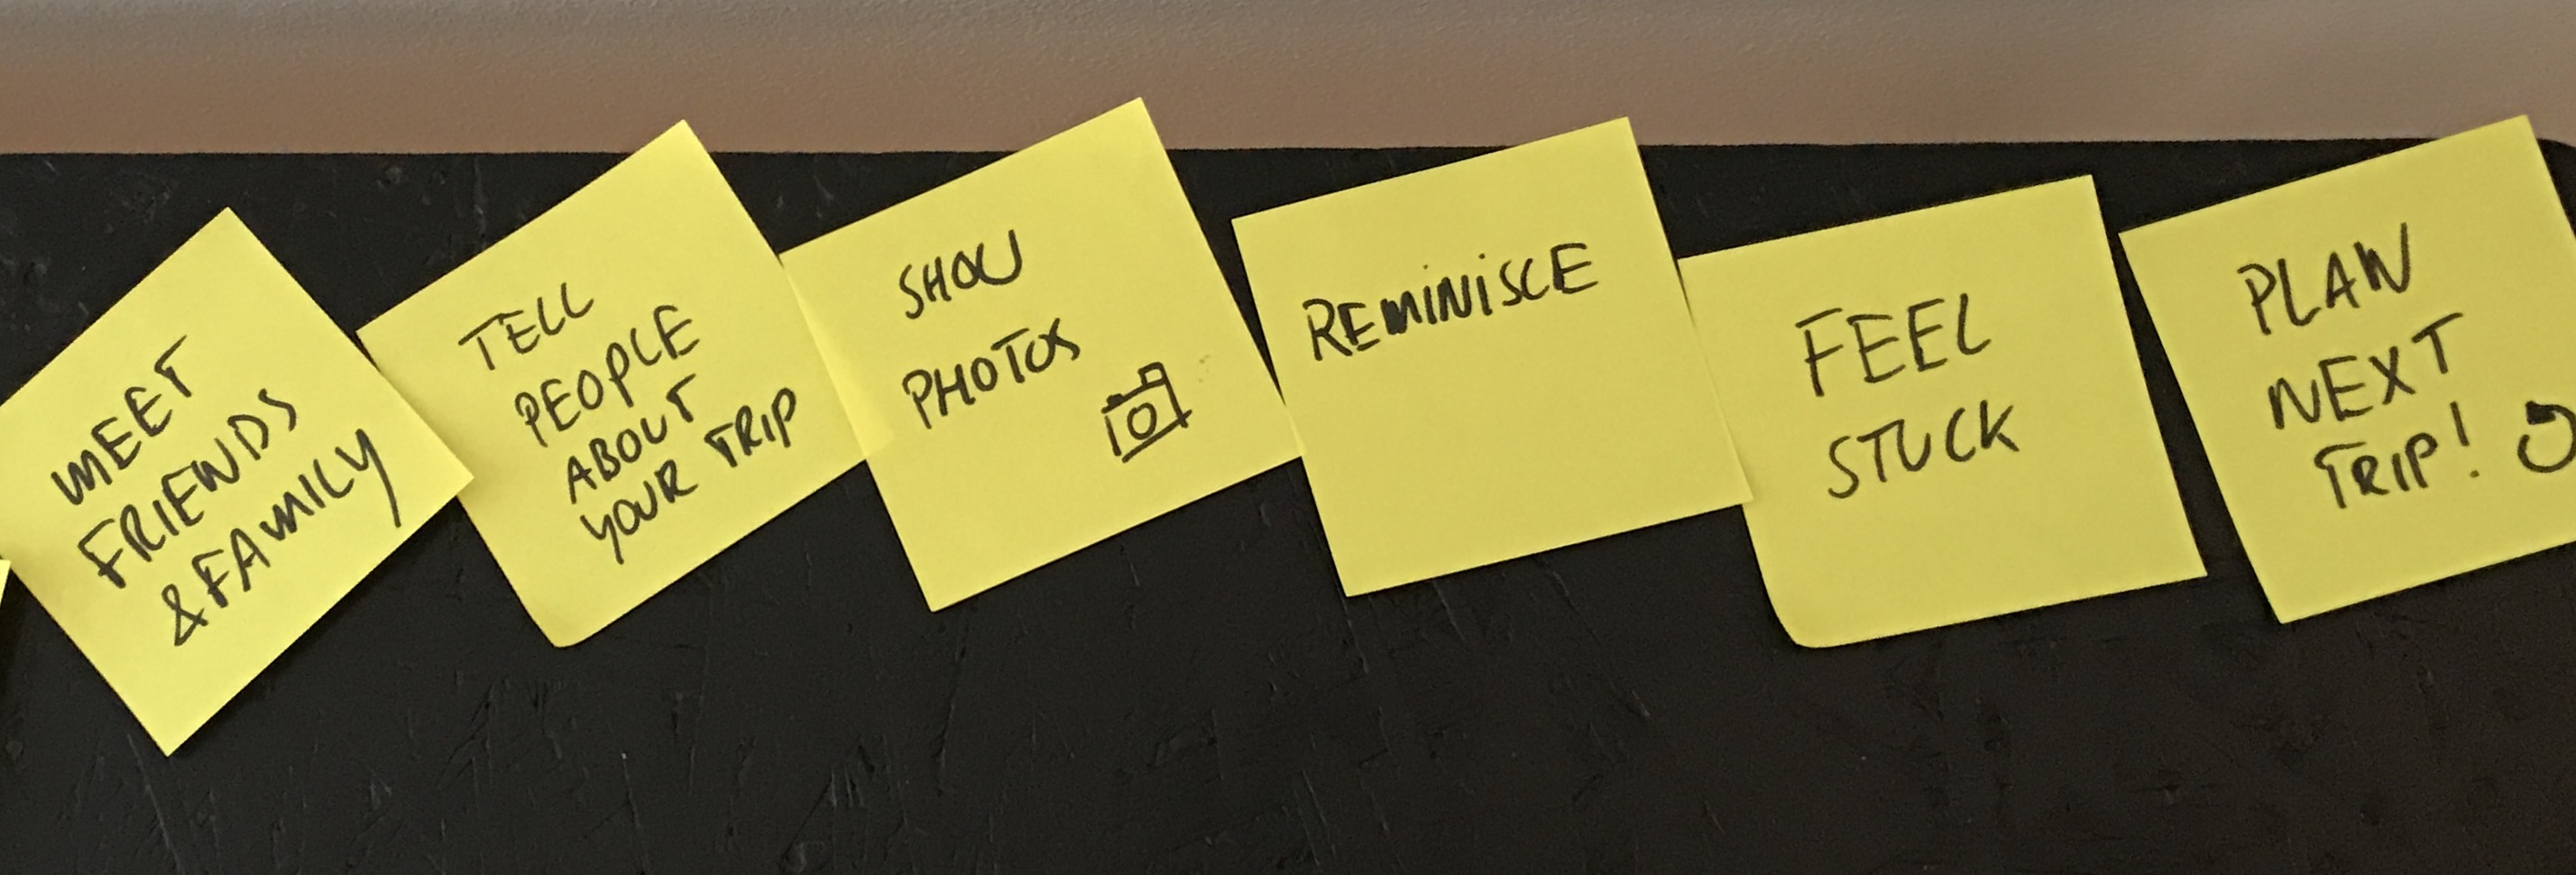 MEET
FRIENDS
& FAMILY
TELL
PEOPLE
ABOUT
YOUR TRIP
SHOW
PHOTOS
REMINISCE
FEEL
STUCK
PLAN
NEXT
TRIP!